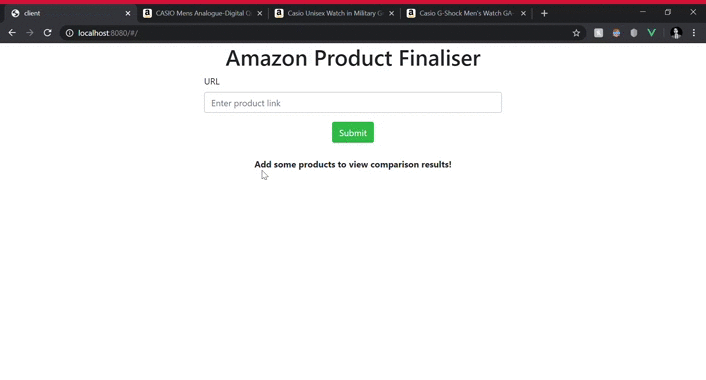 client
CASIO Mens Analogue-Digital C
Casio Unisex Watch in Military G
Casio G-Shock Men's Watch GA-
localhost:8080/#/
Amazon Product Finaliser
URL
Enter product link
Submit
Add some products to view comparison results!